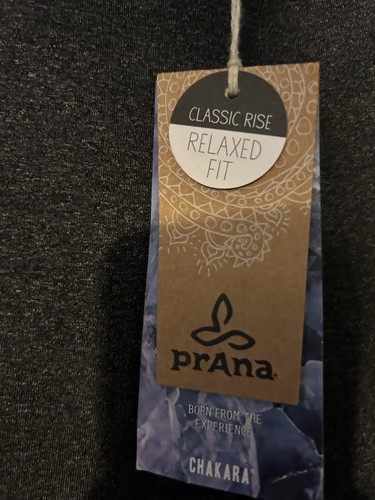 CLASSIC RISE
RELAXED
FIT
prAna
BORN FROM THE
EXPERIENCE
CHAKARA